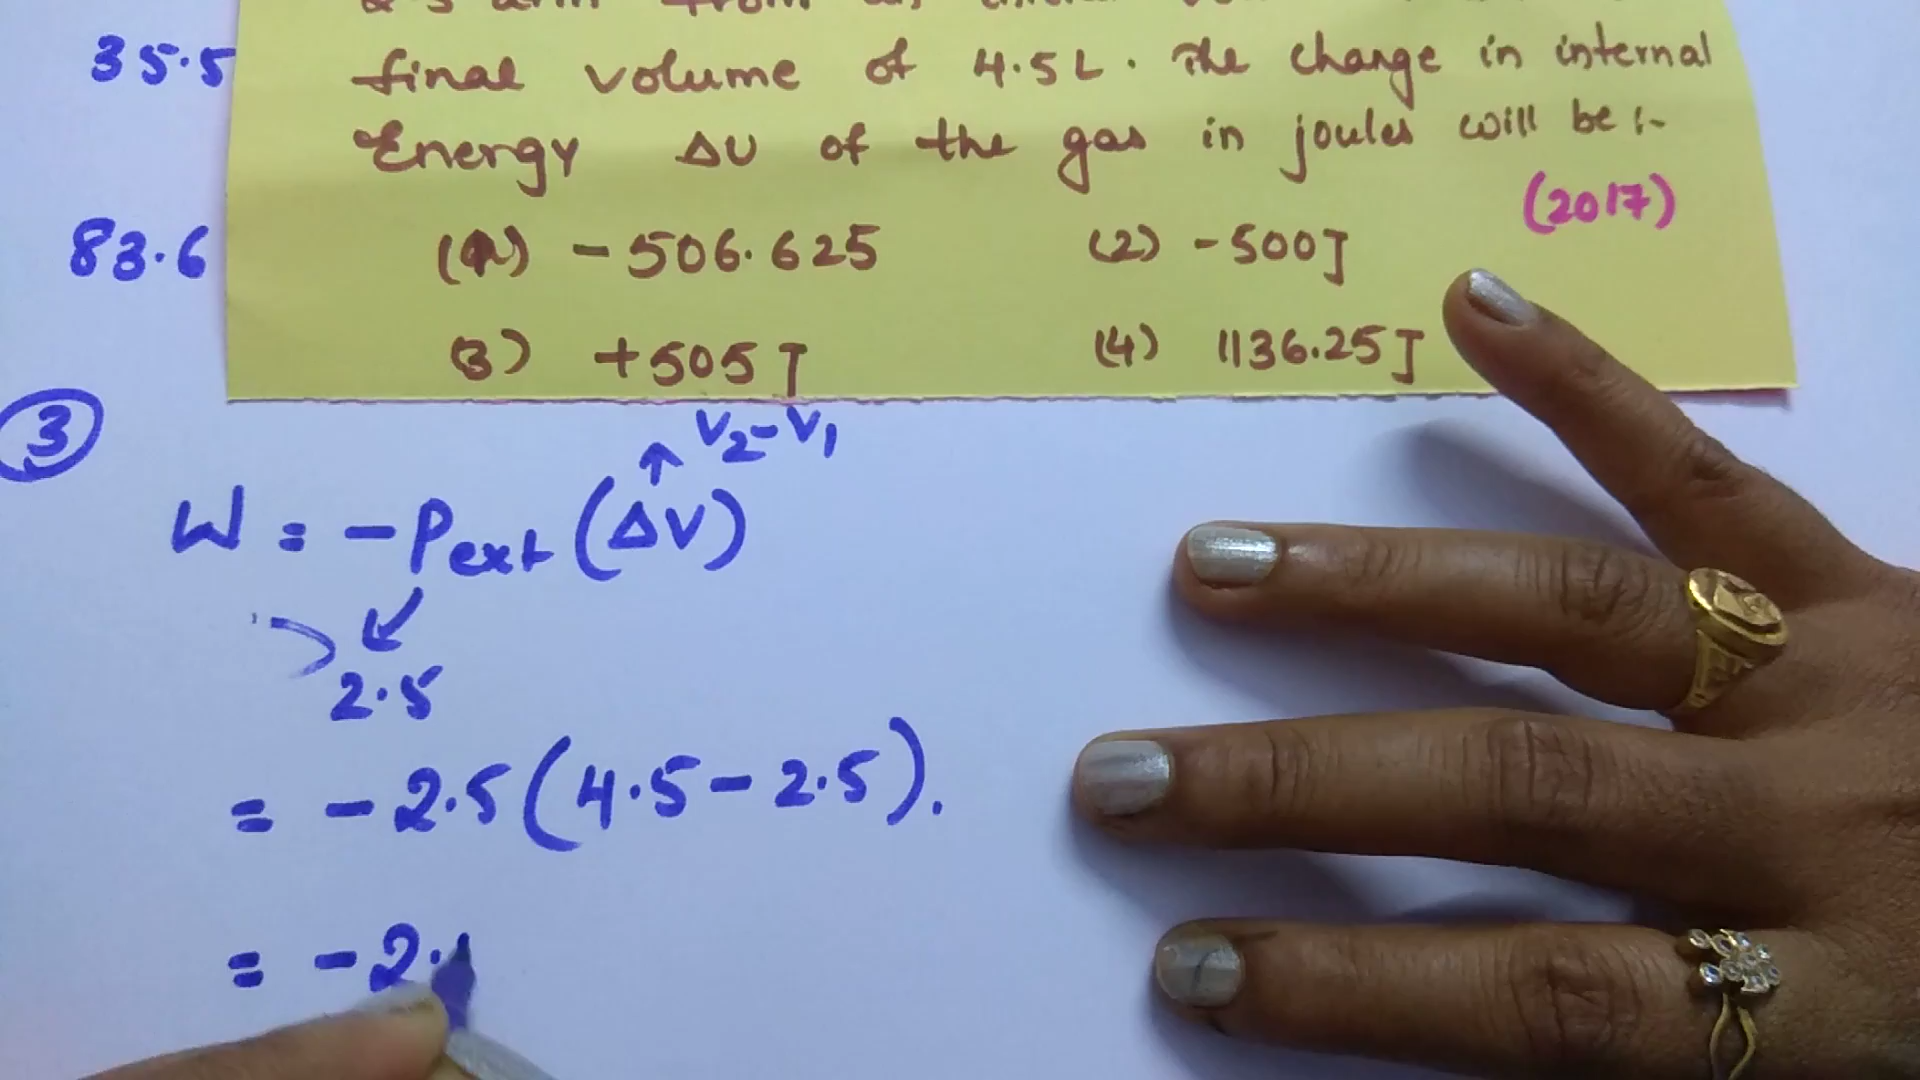 35.5
final volume of 4.5L. The change in internal
Energy ΔU of the gas in joules will be :-
(2017)
83.6
(1) -506.625 (2) -500J
(3) +505J (4) 1136.25J
3
V2-V1
W = -Pext (ΔV)
2.5
= -2.5(4.5-2.5).
= -2.